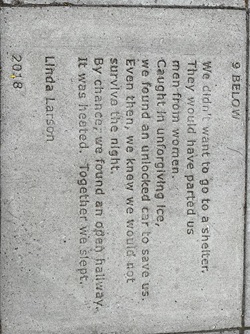 9 BELOW
We didn't want to go to a shelter.
They would have parted us
men from women.
Caught in unforgiving ice,
we found an unlocked car to save us.
Even then, we knew we would not
survive the night.
By chance, we found an open hallway.
It was heated. Together we slept.
Linda Larson
2018